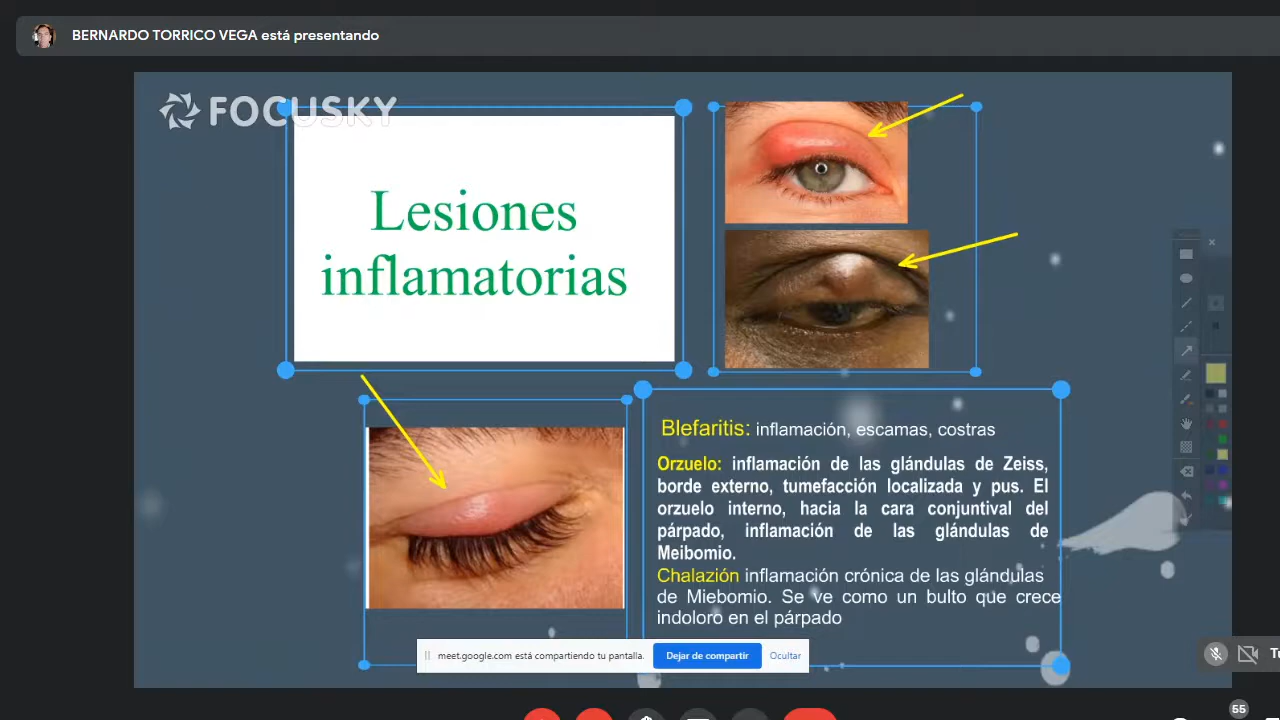 BERNARDO TORRICO VEGA está presentando
FOCUSKY
Lesiones
inflamatorias
Blefaritis: inflamación, escamas, costras
Orzuelo: inflamación de las glándulas de Zeiss,
borde externo, tumefacción localizada y pus. El
orzuelo interno, hacia la cara conjuntival del
párpado, inflamación de las glándulas de
Meibomio.
Chalazión inflamación crónica de las glándulas
de Miebomio. Se ve como un bulto que crece
indoloro en el párpado
meet.google.com está compartiendo tu pantalla.
Dejar de compartir
Ocultar
55